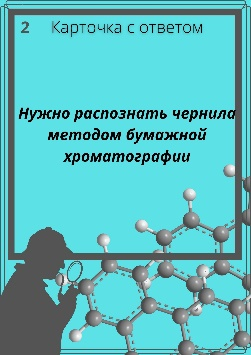 2 Карточка с ответом
Нужно распознать чернила
методом бумажной
хроматографии